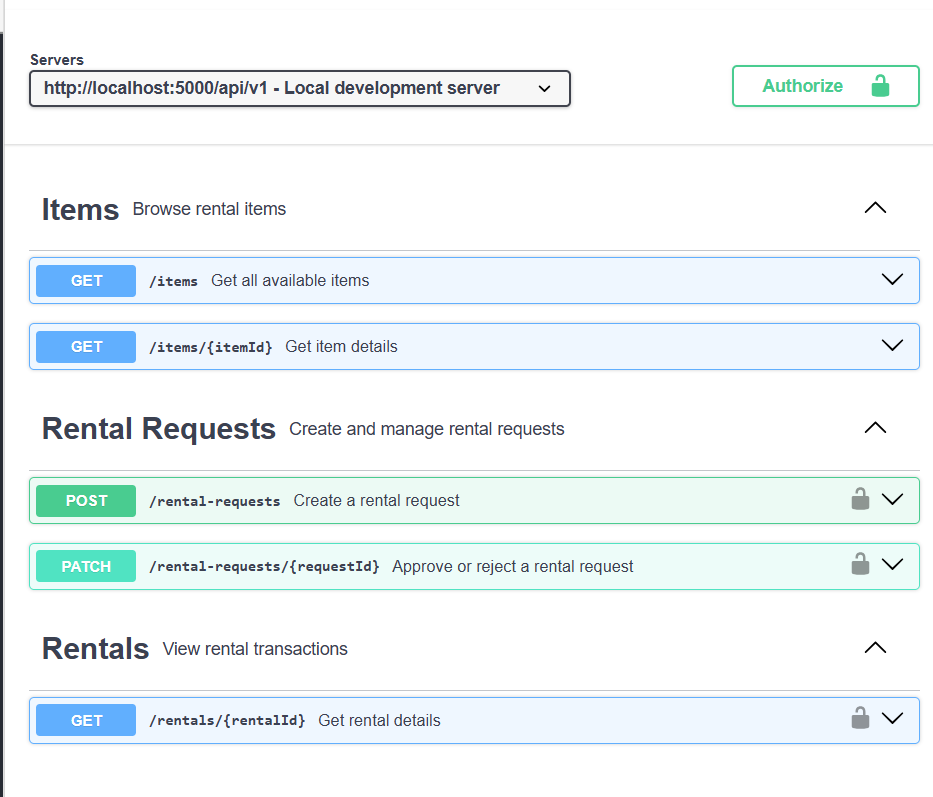 Servers
http://localhost:5000/api/v1 - Local development server
Authorize
Items Browse rental items
GET /items Get all available items
GET /items/{itemId} Get item details
Rental Requests Create and manage rental requests
POST /rental-requests Create a rental request
PATCH /rental-requests/{requestId} Approve or reject a rental request
Rentals View rental transactions
GET /rentals/{rentalId} Get rental details